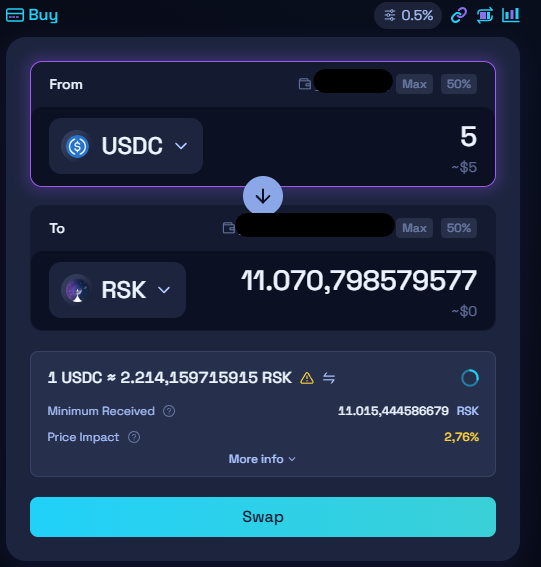 Buy 0.5%
From Max 50%
USDC 5
~$5
To Max 50%
RSK 11.070,798579577
~$0
1 USDC ≈ 2.214,159715915 RSK
Minimum Received 11.015,444586679 RSK
Price Impact 2,76%
More info
Swap